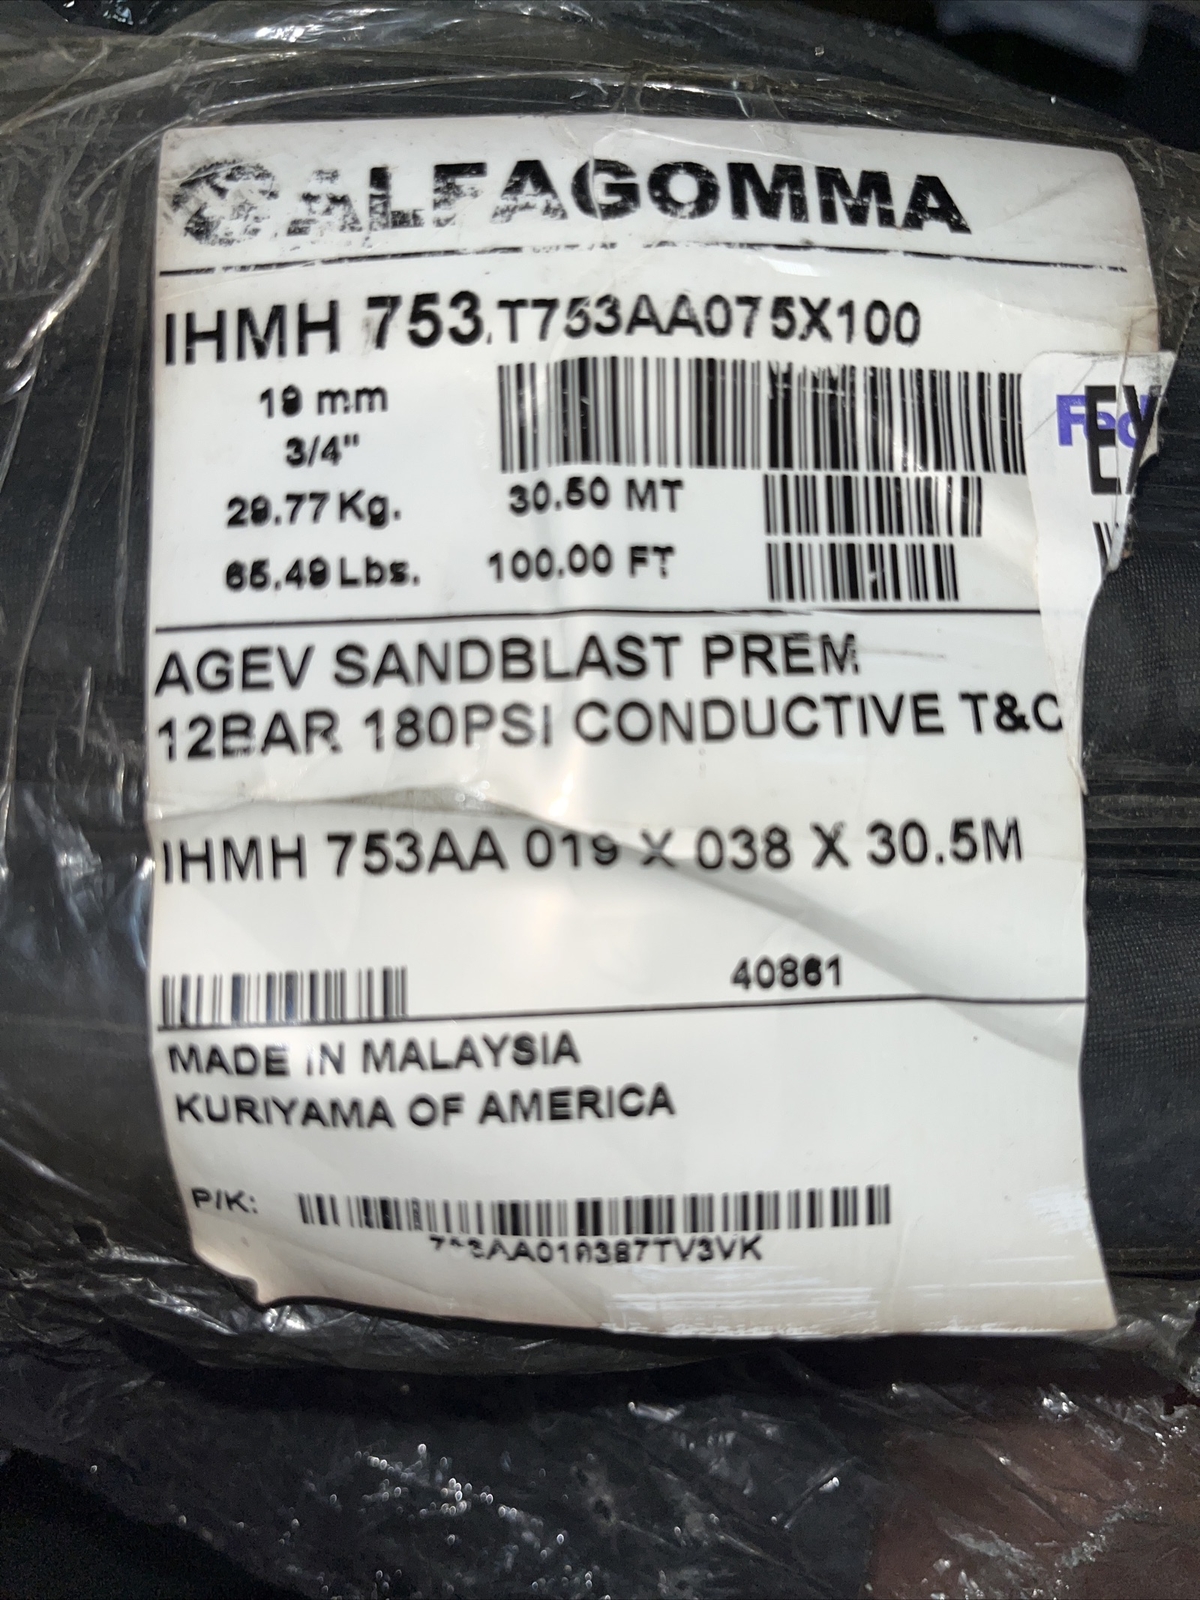 ALFAGOMMA
IHMH 753 T753AA075X100
19 mm
3/4"
29.77 Kg. 30.50 MT
65.49 Lbs. 100.00 FT
AGEV SANDBLAST PREM
12BAR 180PSI CONDUCTIVE T&C
IHMH 753AA 019 X 038 X 30.5M
40861
MADE IN MALAYSIA
KURIYAMA OF AMERICA
P/K: